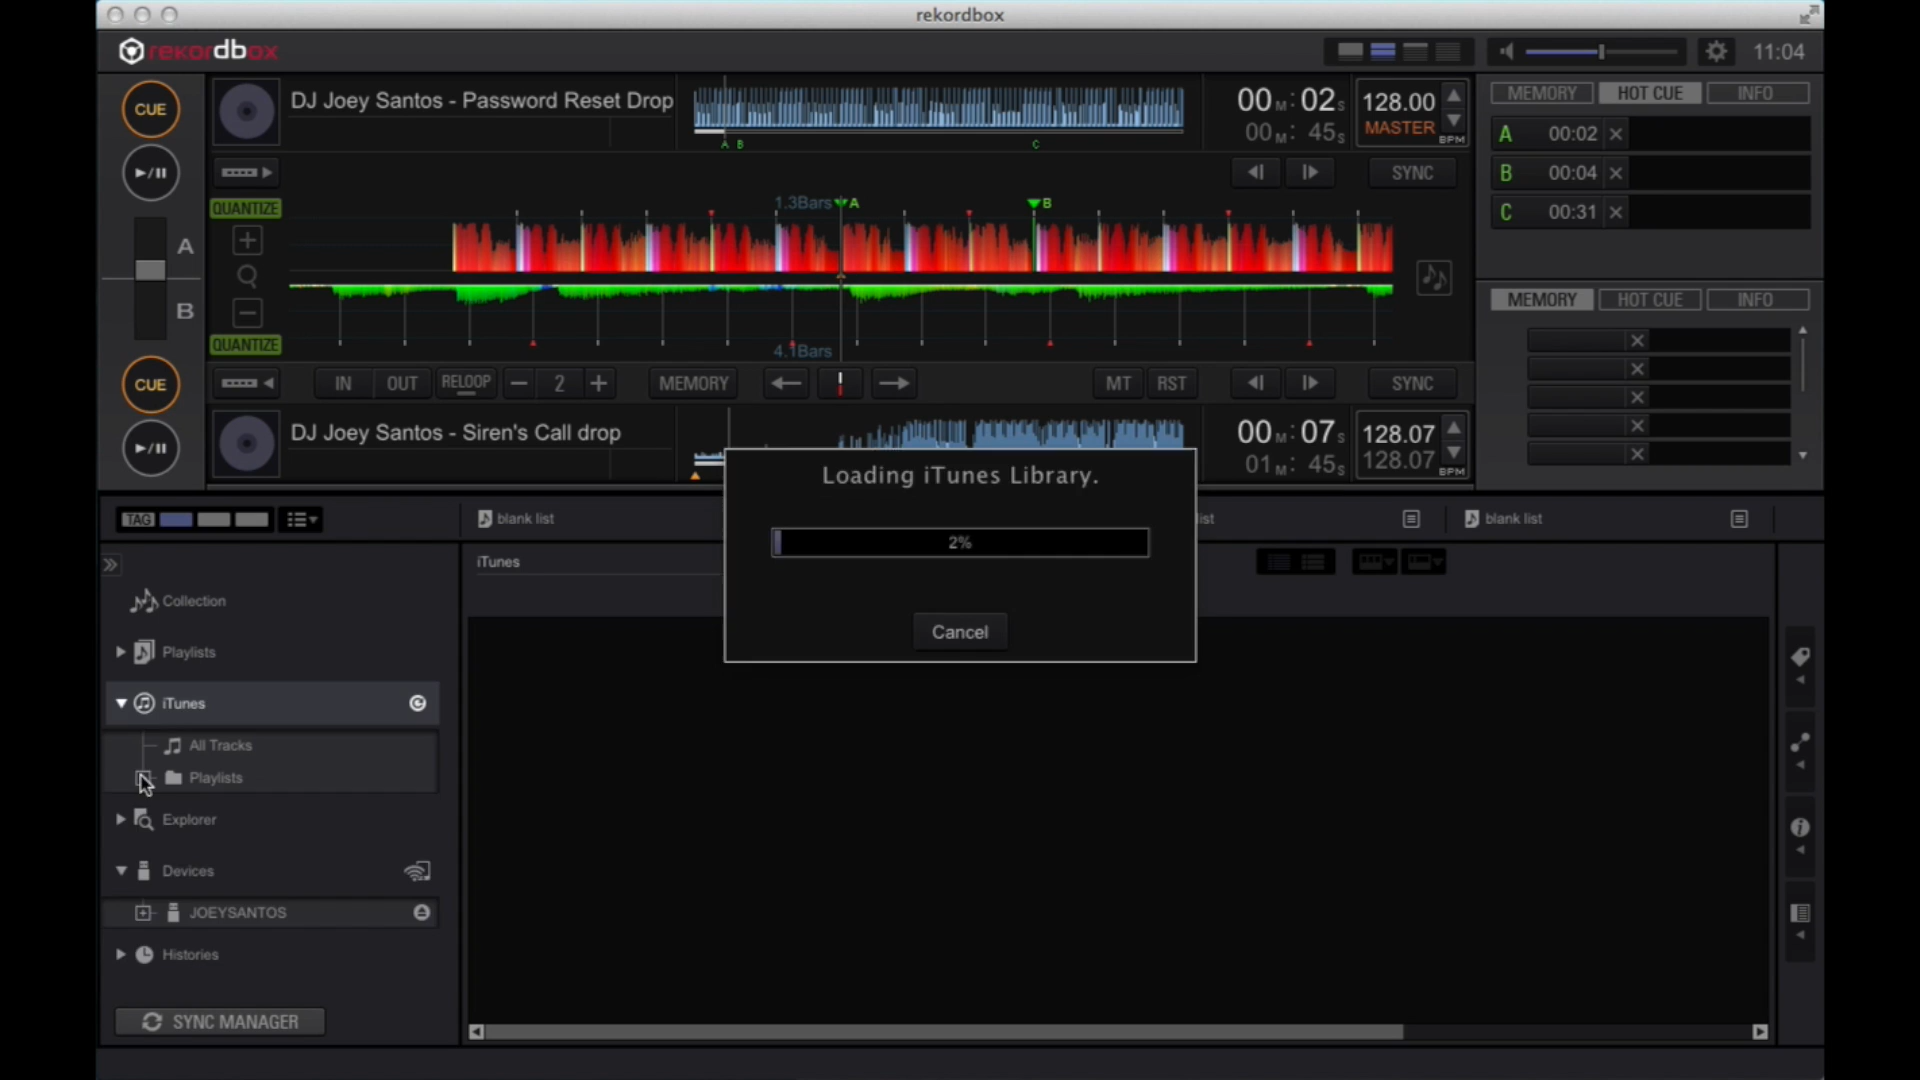 rekordbox
rekordbox
11:04
CUE
DJ Joey Santos - Password Reset Drop
A B
C
00M: 02s
00M: 45s
128.00
MASTER
BPM
MEMORY HOT CUE INFO
A 00:02
B 00:04
C 00:31
SYNC
QUANTIZE
1.3Bars A
B
A
B
QUANTIZE
4.1Bars
MEMORY HOT CUE INFO
CUE
IN OUT RELOOP 2 MEMORY
MT RST
SYNC
DJ Joey Santos - Siren's Call drop
00M: 07s
01M: 45s
128.07
128.07
BPM
Loading iTunes Library.
2%
Cancel
TAG
blank list
ist
blank list
iTunes
Collection
Playlists
iTunes
All Tracks
Playlists
Explorer
Devices
JOEYSANTOS
Histories
SYNC MANAGER